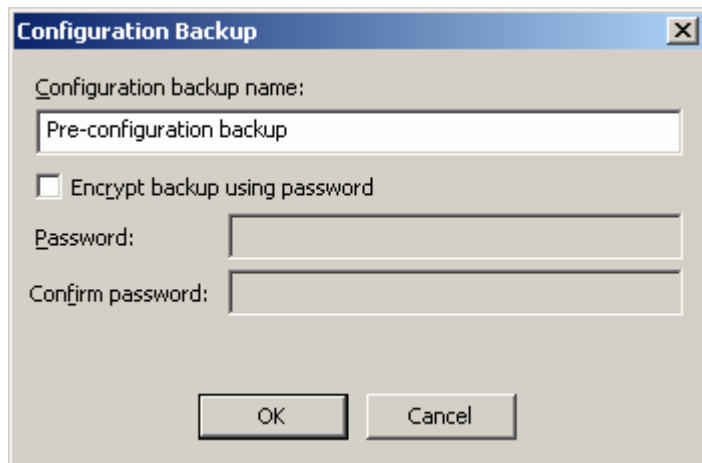 Configuration Backup
Configuration backup name:
Pre-configuration backup
Encrypt backup using password
Password:
Confirm password:
OK
Cancel